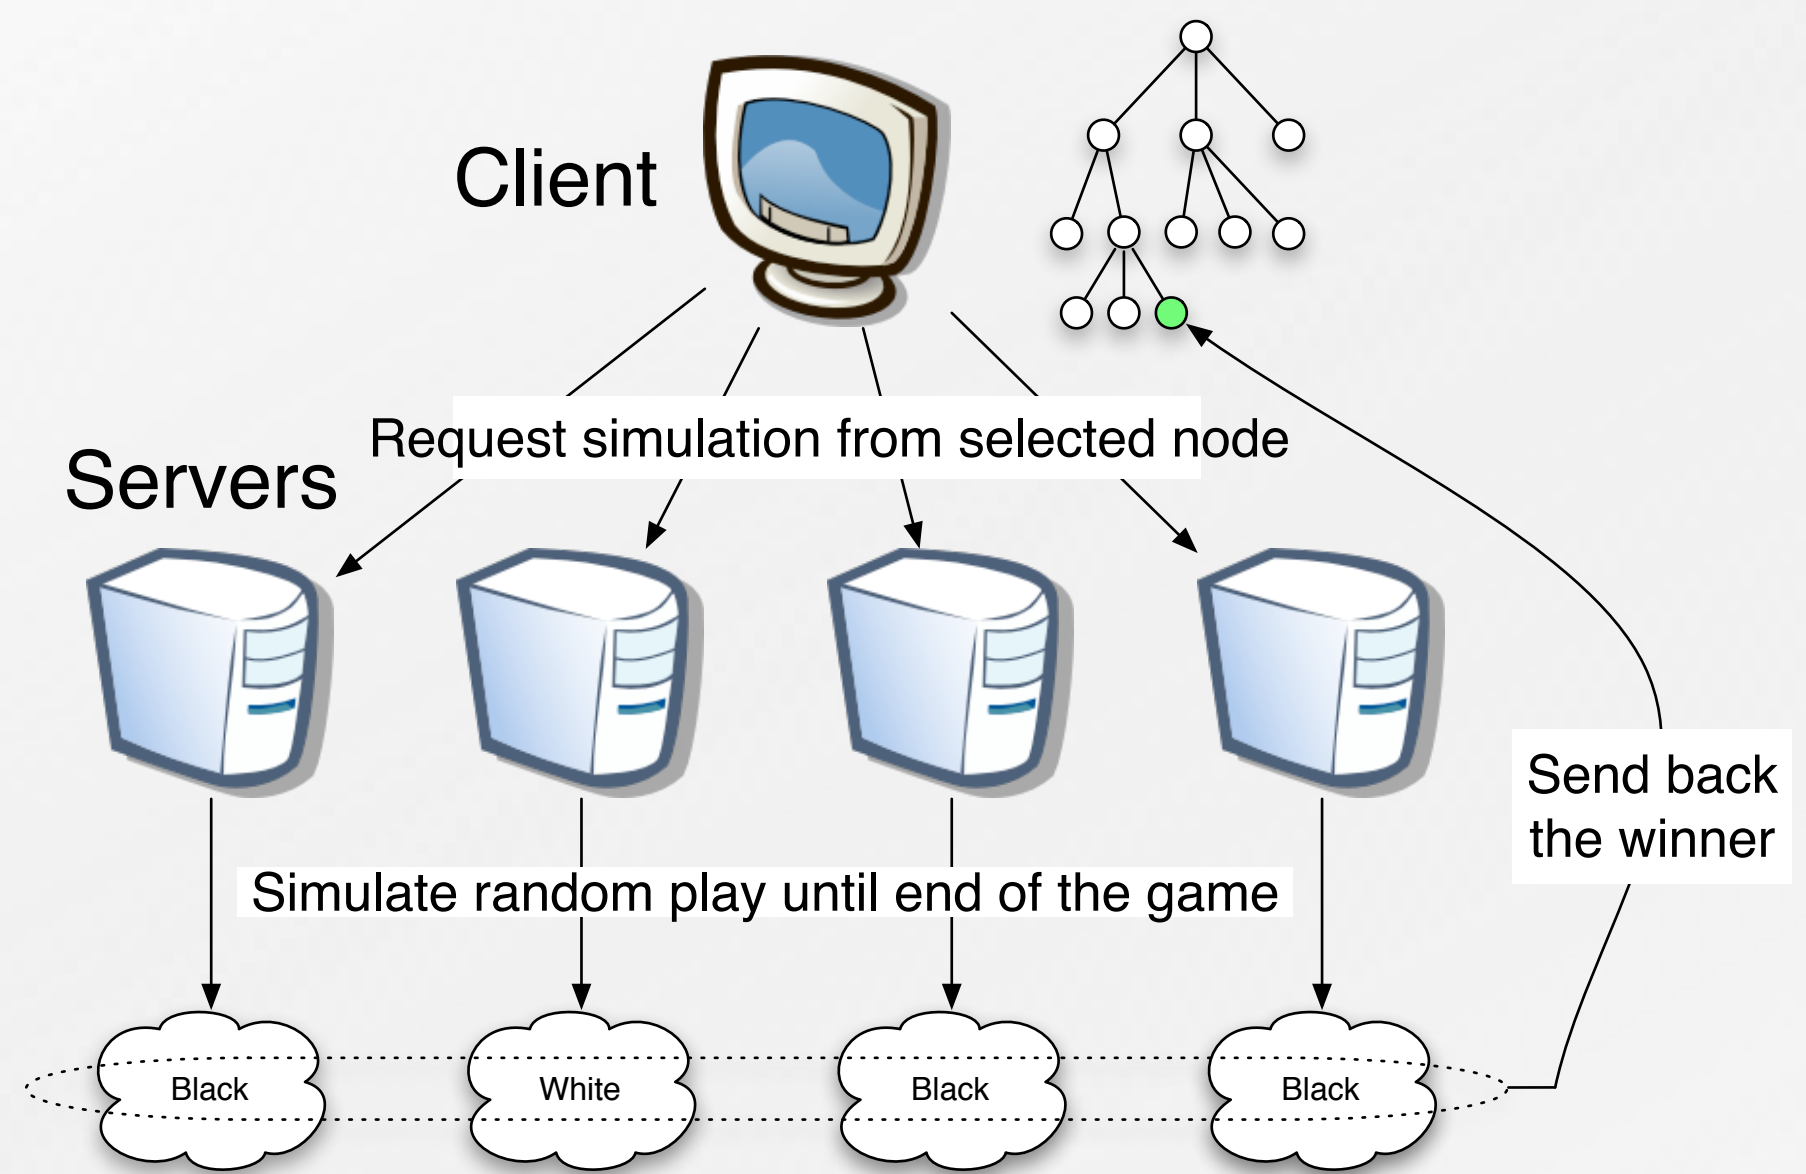 Client
Request simulation from selected node
Servers
Send back
the winner
Simulate random play until end of the game
Black
White
Black
Black